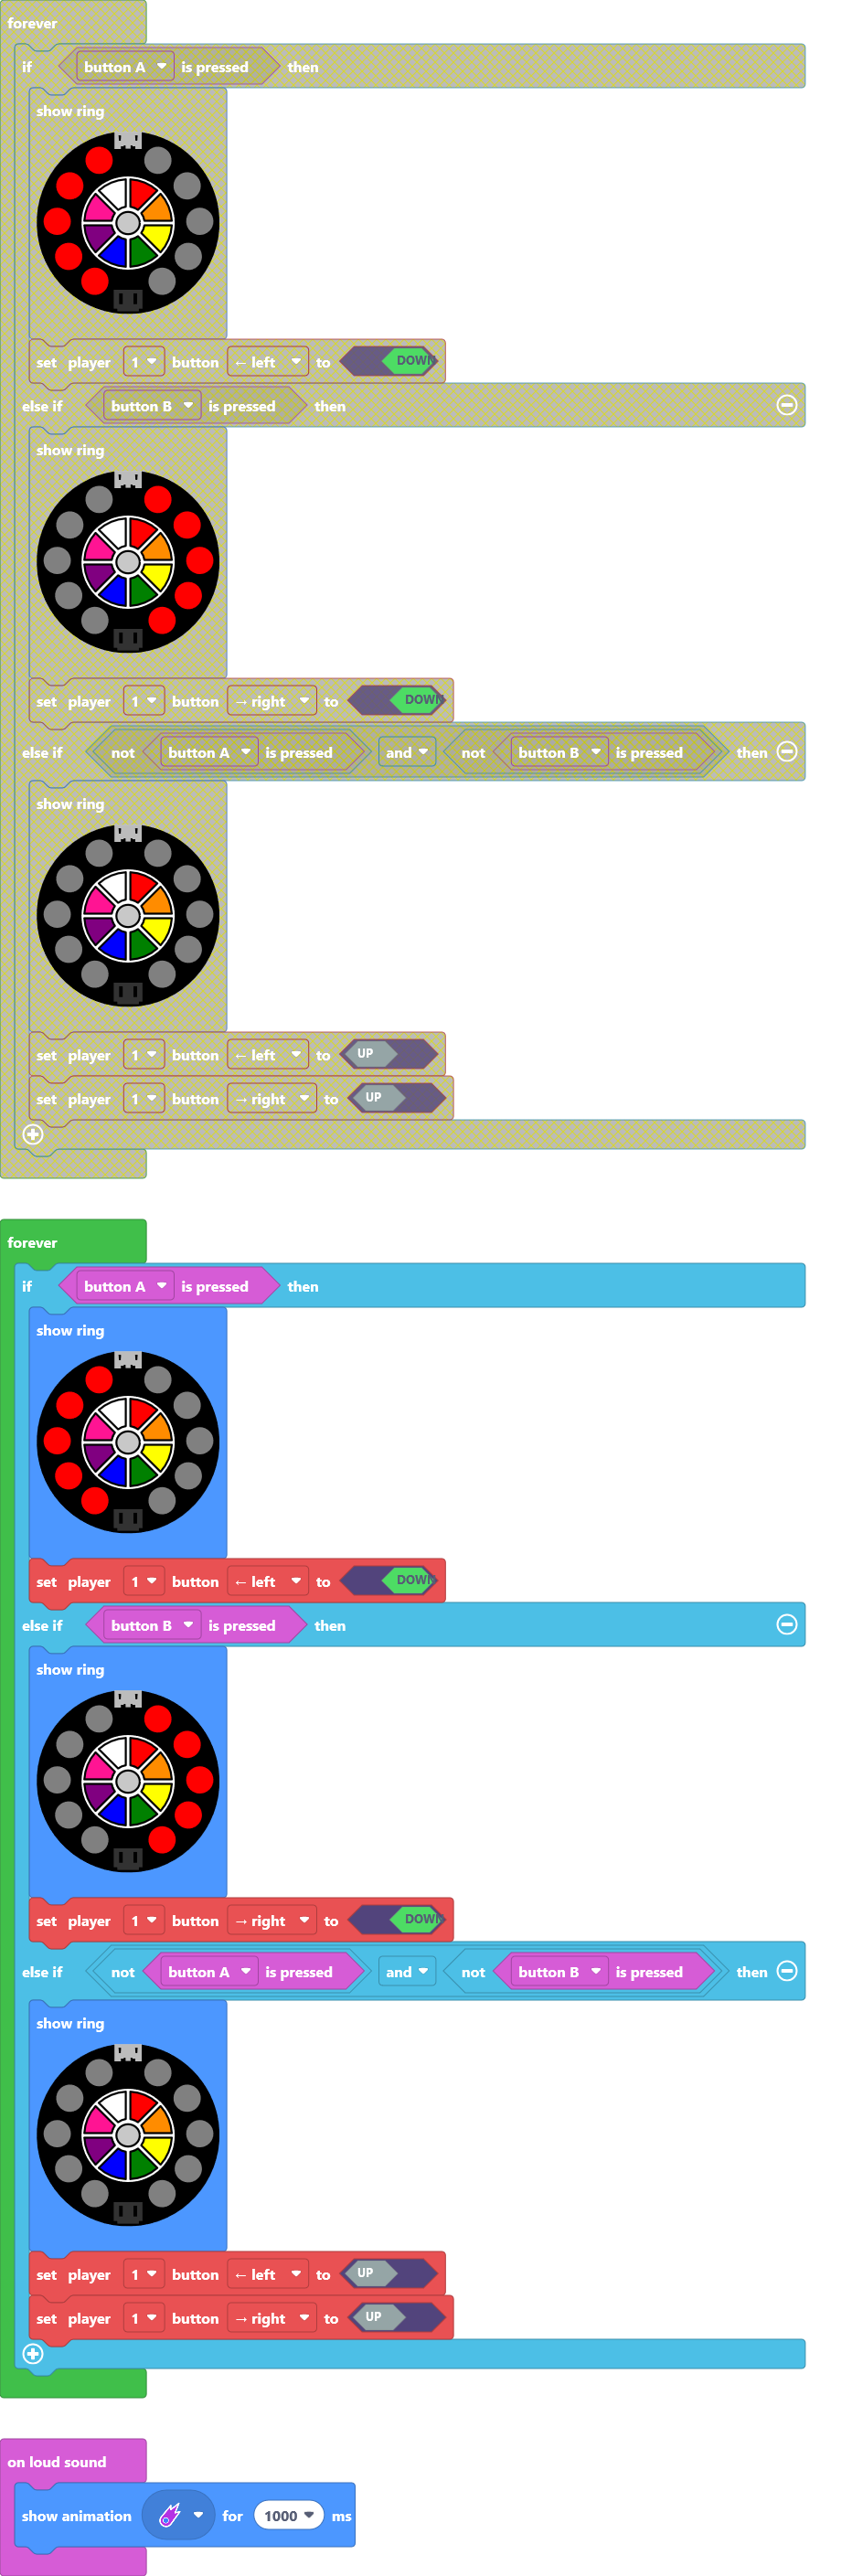 forever
if button A is pressed then
show ring
set player 1 button ← left to DOWN
else if button B is pressed then
show ring
set player 1 button → right to DOWN
else if not button A is pressed and not button B is pressed then
show ring
set player 1 button ← left to UP
set player 1 button → right to UP
forever
if button A is pressed then
show ring
set player 1 button ← left to DOWN
else if button B is pressed then
show ring
set player 1 button → right to DOWN
else if not button A is pressed and not button B is pressed then
show ring
set player 1 button ← left to UP
set player 1 button → right to UP
on loud sound
show animation for 1000 ms